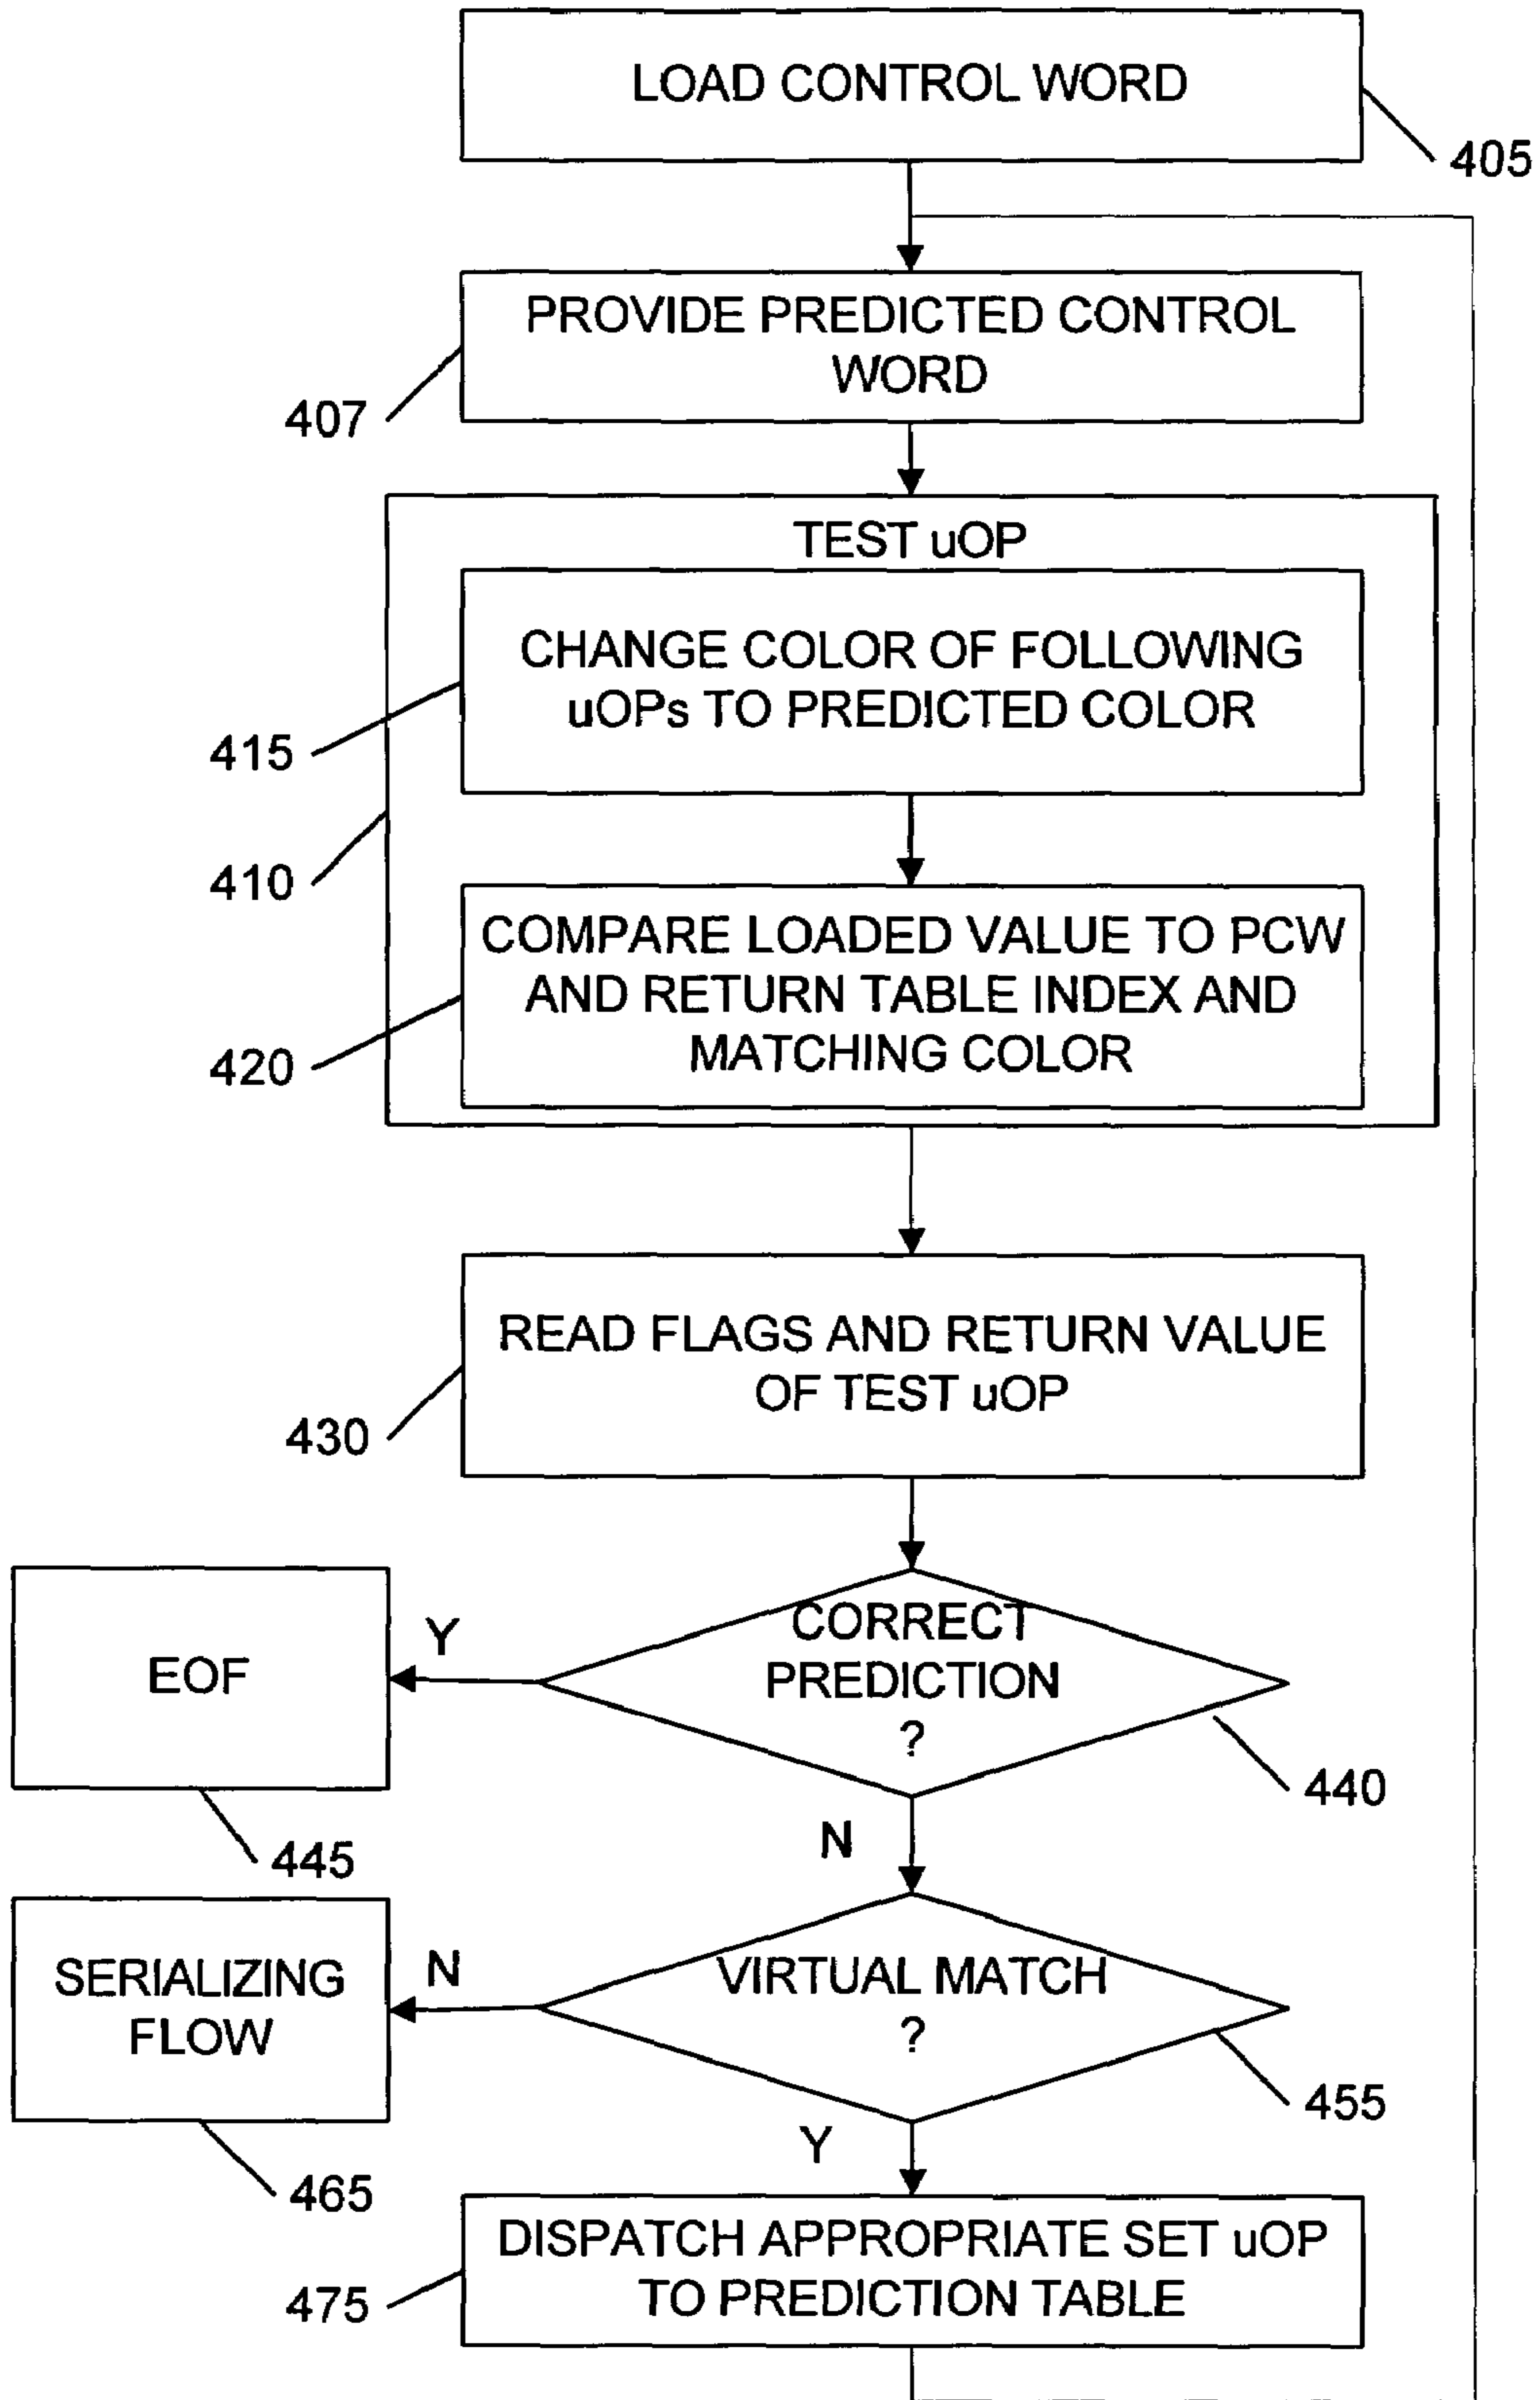 LOAD CONTROL WORD
405
PROVIDE PREDICTED CONTROL
WORD
407
TEST uOP
CHANGE COLOR OF FOLLOWING
uOPs TO PREDICTED COLOR
415
410
COMPARE LOADED VALUE TO PCW
AND RETURN TABLE INDEX AND
MATCHING COLOR
420
READ FLAGS AND RETURN VALUE
OF TEST uOP
430
CORRECT
PREDICTION
?
Y
EOF
440
445
N
VIRTUAL MATCH
?
N
SERIALIZING
FLOW
455
465
Y
DISPATCH APPROPRIATE SET uOP
TO PREDICTION TABLE
475